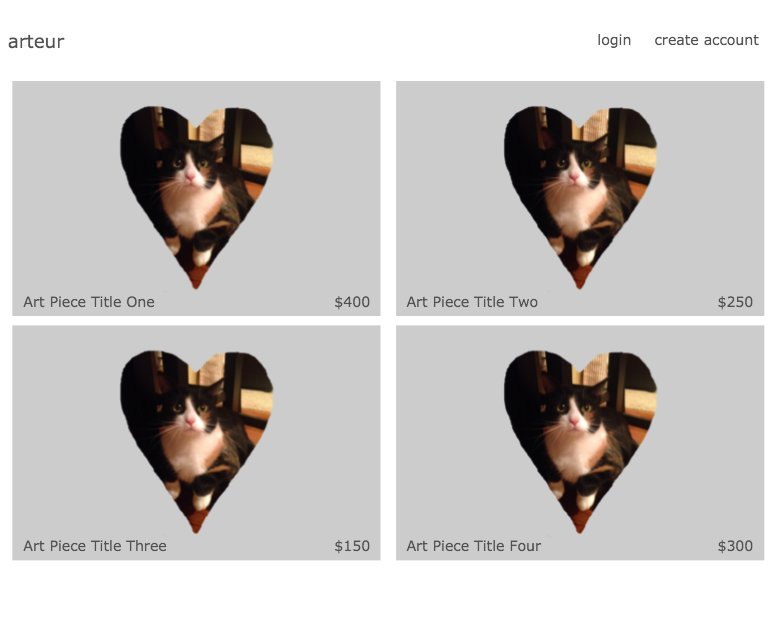 arteur
login create account
Art Piece Title One $400
Art Piece Title Two $250
Art Piece Title Three $150
Art Piece Title Four $300